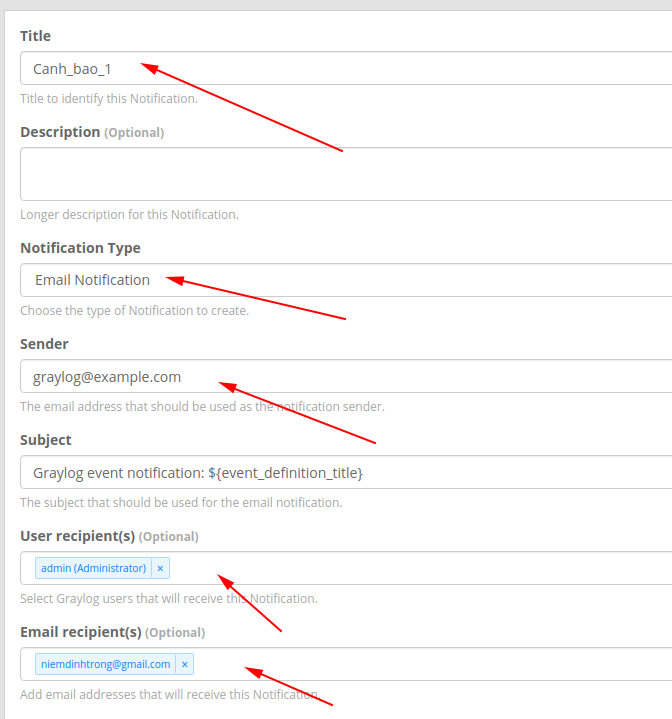 Title
Canh_bao_1
Title to identify this Notification.
Description (Optional)
Longer description for this Notification.
Notification Type
Email Notification
Choose the type of Notification to create.
Sender
graylog@example.com
The email address that should be used as the notification sender.
Subject
Graylog event notification: ${event_definition_title}
The subject that should be used for the email notification.
User recipient(s) (Optional)
admin (Administrator) ×
Select Graylog users that will receive this Notification.
Email recipient(s) (Optional)
niemdinhtrong@gmail.com ×
Add email addresses that will receive this Notification.